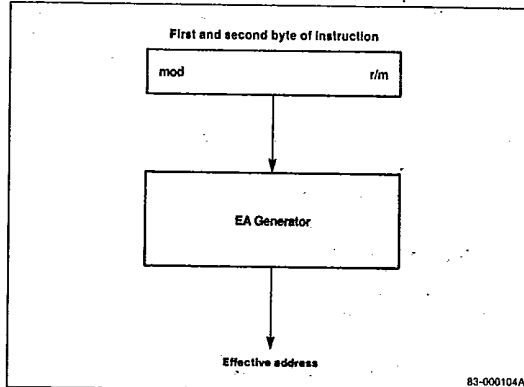 First and second byte of instruction
mod r/m
EA Generator
Effective address
83-000104A